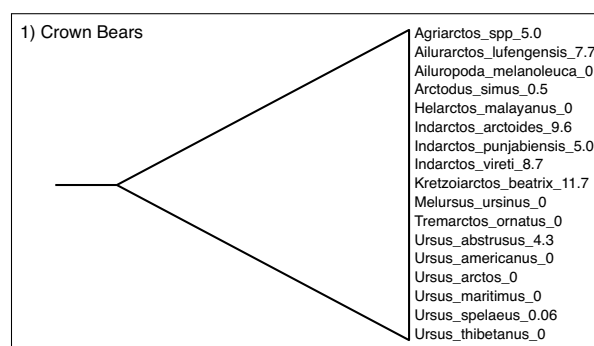 1) Crown Bears
Agriarctos_spp_5.0
Ailurarctos_lufengensis_7.7
Ailuropoda_melanoleuca_0
Arctodus_simus_0.5
Helarctos_malayanus_0
Indarctos_arctoides_9.6
Indarctos_punjabiensis_5.0
Indarctos_vireti_8.7
Kretzoiarctos_beatrix_11.7
Melursus_ursinus_0
Tremarctos_ornatus_0
Ursus_abstrusus_4.3
Ursus_americanus_0
Ursus_arctos_0
Ursus_maritimus_0
Ursus_spelaeus_0.06
Ursus_thibetanus_0